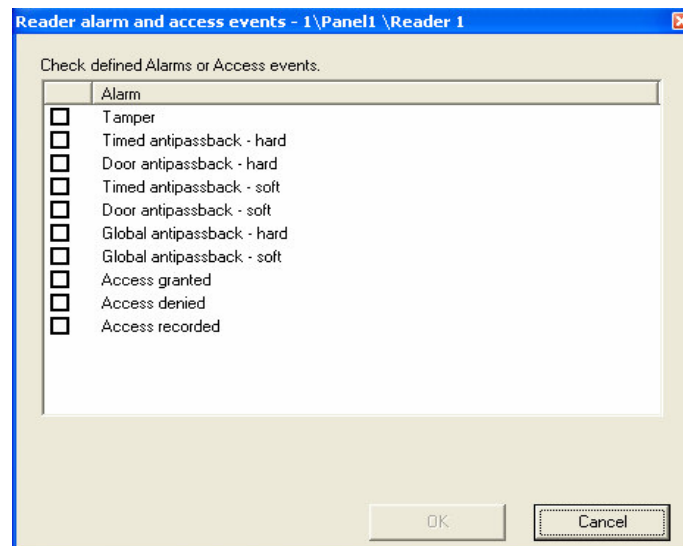 Reader alarm and access events - 1\Panel1 \Reader 1
Check defined Alarms or Access events.
Alarm
Tamper
Timed antipassback - hard
Door antipassback - hard
Timed antipassback - soft
Door antipassback - soft
Global antipassback - hard
Global antipassback - soft
Access granted
Access denied
Access recorded
OK
Cancel